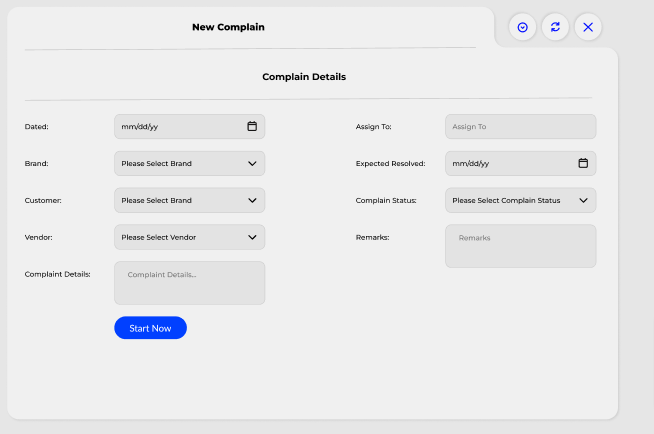 New Complain
Complain Details
Dated:
mm/dd/yy
Assign To:
Assign To
Brand:
Please Select Brand
Expected Resolved:
mm/dd/yy
Customer:
Please Select Brand
Complain Status:
Please Select Complain Status
Vendor:
Please Select Vendor
Remarks:
Remarks
Complaint Details:
Complaint Details...
Start Now